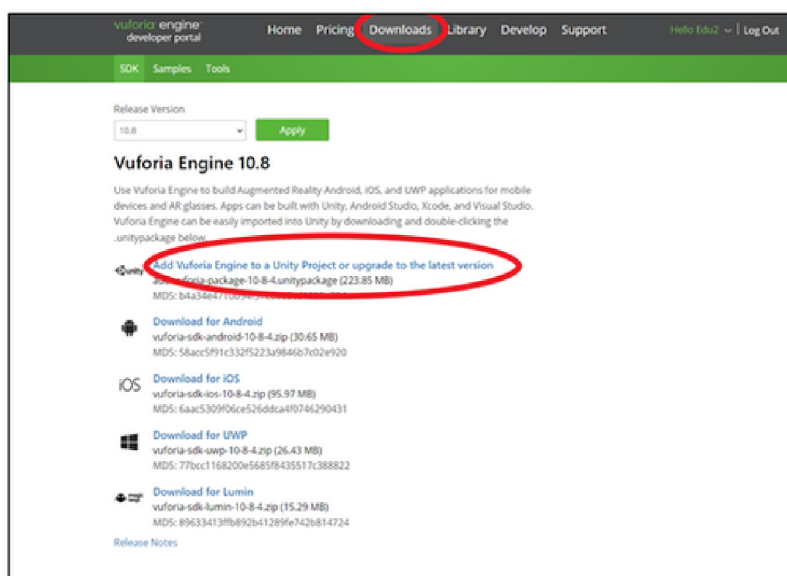 vuforia engine
developer portal
Home Pricing Downloads Library Develop Support
Hello Edu2 | Log Out
SDK Samples Tools
Release Version
10.8
Apply
Vuforia Engine 10.8
Use Vuforia Engine to build Augmented Reality Android, iOS, and UWP applications for mobile
devices and AR glasses. Apps can be built with Unity, Android Studio, Xcode, and Visual Studio.
Vuforia Engine can be easily imported into Unity by downloading and double-clicking the
.unitypackage below.
unity
Add Vuforia Engine to a Unity Project or upgrade to the latest version
add-vuforia-package-10-8-4.unitypackage (223.85 MB)
MD5:
Download for Android
vuforia-sdk-android-10-8-4.zip (30.65 MB)
MD5: 58acc5f91c332f5223a9846b7c02e920
iOS
Download for iOS
vuforia-sdk-ios-10-8-4.zip (95.97 MB)
MD5: 6aac5309f06ce526ddca4f0746290431
Download for UWP
vuforia-sdk-uwp-10-8-4.zip (26.43 MB)
MD5: 77bcc1168200e5685f8435517c388822
Download for Lumin
vuforia-sdk-lumin-10-8-4.zip (15.29 MB)
MD5: 89633413ffb892b41289fe742b814724
Release Notes